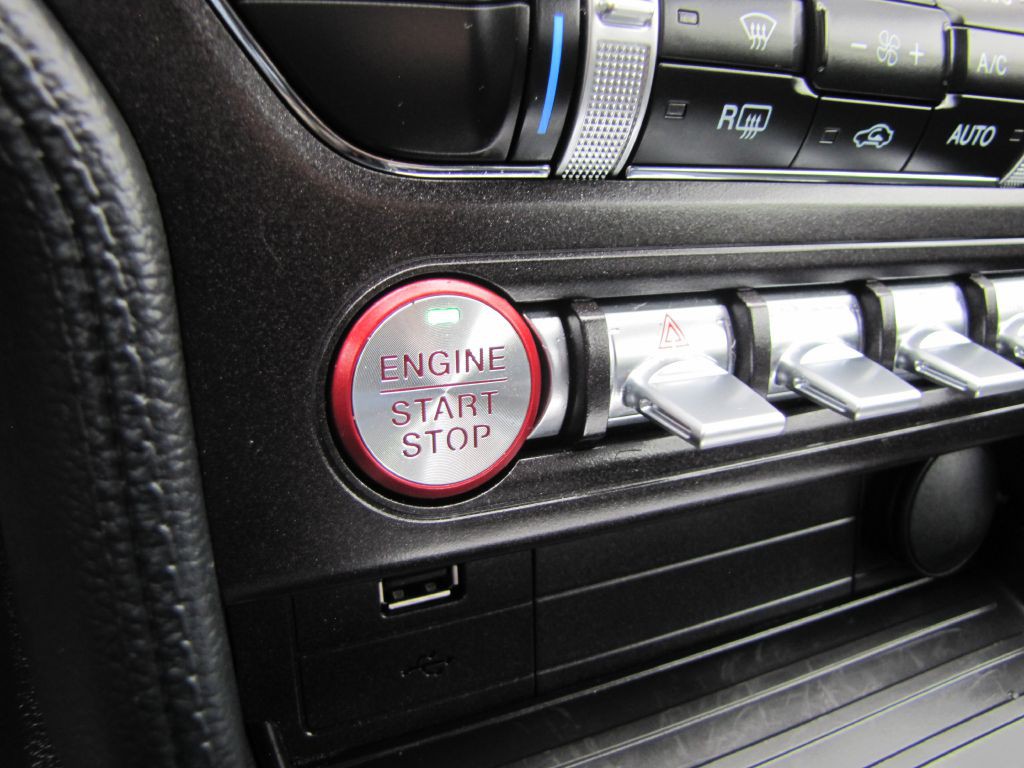 − +
A/C
R
AUTO
ENGINE
START
STOP